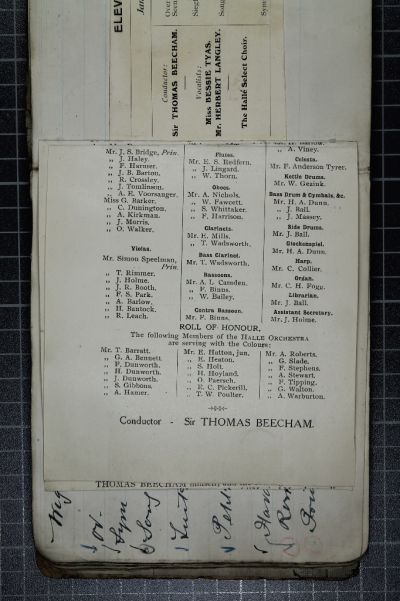 ELEV
Conductor:
Sir THOMAS BEECHAM.
Vocalists:
Miss BESSIE TYAS.
Mr. HERBERT LANGLEY.
The Hallé Select Choir.
Mr. J. S. Bridge, Prin.
„ J. Haley.
„ F. Harmer.
„ J. B. Barton.
„ R. Crossley.
„ J. Tomlinson.
„ A. E. Voorsanger.
Miss G. Barker.
„ C. Dunington.
„ A. Kirkman.
„ J. Morris.
„ O. Walker.
Violas.
Mr. Simon Speelman,
Prin.
„ T. Rimmer.
„ J. Holme.
„ J. R. Booth.
„ F. S. Park.
„ A. Barlow.
„ H. Bantock.
„ R. Leach.
Flutes.
Mr. E. S. Redfern.
„ J. Lingard.
„ W. Thorn.
Oboes.
Mr. A. Nicholls.
„ W. Fawcett.
„ S. Whittaker.
„ F. Harrison.
Clarinets.
Mr. E. Mills.
„ T. Wadsworth.
Bass Clarinet.
Mr. T. Wadsworth.
Bassoons.
Mr. A. L. Camden.
„ F. Binns.
„ W. Bailey.
Contra Bassoon.
Mr. F. Binns.
„ A. Viney.
Celesta.
Mr. F. Anderson Tyrer.
Kettle Drums.
Mr. W. Gezink.
Bass Drum & Cymbals, &c.
Mr. H. A. Dunn.
„ J. Ball.
„ J. Massey.
Side Drums.
Mr. J. Ball.
Glockenspiel.
Mr. H. A. Dunn.
Harp.
Mr. C. Collier.
Organ.
Mr. C. H. Fogg.
Librarian.
Mr. J. Ball.
Assistant Secretary.
Mr. J. Holme.
ROLL OF HONOUR.
The following Members of the HALLE ORCHESTRA
are serving with the Colours:
Mr. T. Barratt.
„ G. A. Bennett
„ F. Dunworth.
„ H. Dunworth.
„ J. Dunworth.
„ S. Gibbons.
„ A. Hamer.
Mr. E. Hatton, jun.
„ E. Heaton.
„ S. Holt.
„ H. Hoyland.
„ O. Paersch.
„ E. C. Pickerill.
„ T. W. Poulter.
Mr. A. Roberts.
„ G. Slade.
„ F. Stephens.
„ A. Stewart.
„ F. Tipping.
„ G. Walton.
„ A. Warburton.
Conductor - Sir THOMAS BEECHAM.
THOMAS BEECHAM